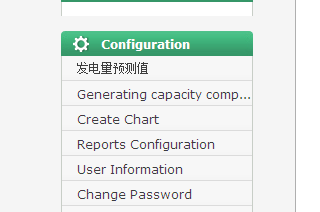 Configuration
发电量预测值
Generating capacity comp...
Create Chart
Reports Configuration
User Information
Change Password